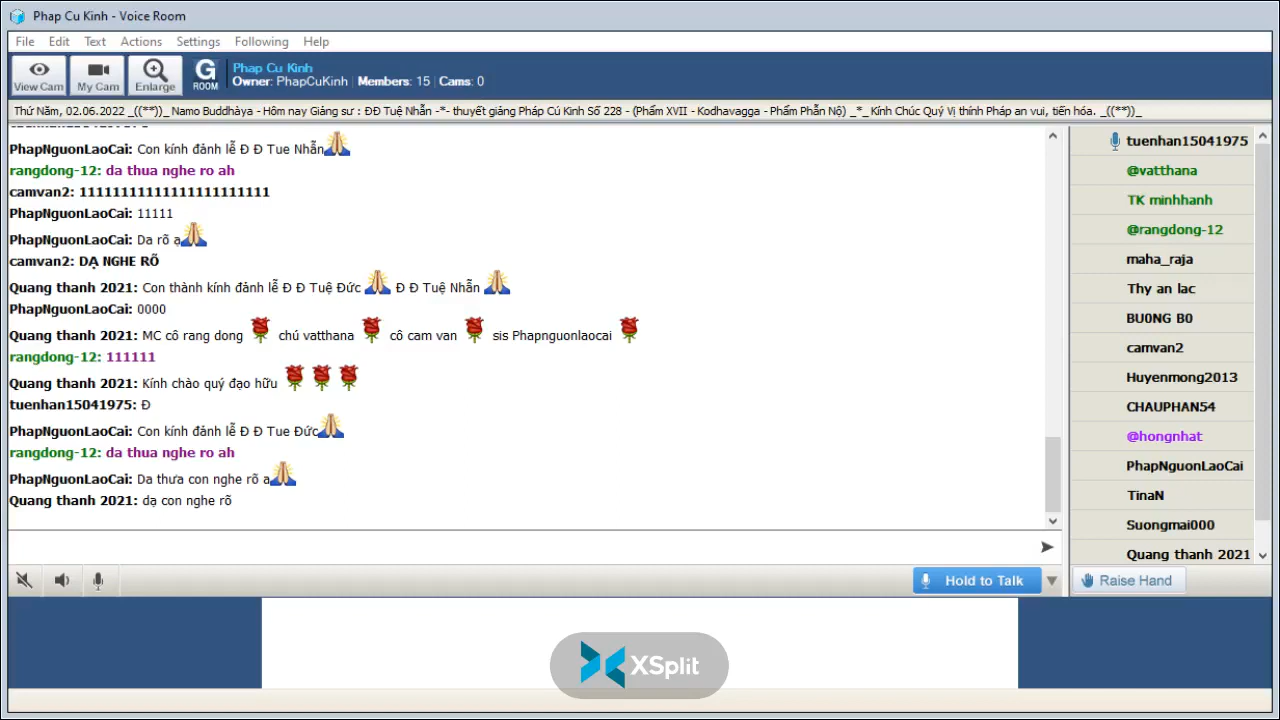 Phap Cu Kinh - Voice Room
File Edit Text Actions Settings Following Help
View Cam My Cam Enlarge G ROOM
Phap Cu Kinh
Owner: PhapCuKinh | Members: 15 | Cams: 0
Thứ Năm, 02.06.2022 _((**))_ Namo Buddhàya - Hôm nay Giảng sư : ĐĐ Tuệ Nhẫn -*- thuyết giảng Pháp Cú Kinh Số 228 - (Phẩm XVII - Kodhavagga - Phẩm Phẫn Nộ) _*_ Kính Chúc Quý Vị thính Pháp an vui, tiến hóa. _((**))_
PhapNguonLaoCai: Con kính đảnh lễ Đ Đ Tue Nhẫn
rangdong-12: da thua nghe ro ah
camvan2: 11111111111111111111111
PhapNguonLaoCai: 11111
PhapNguonLaoCai: Da rõ ạ
camvan2: DẠ NGHE RÕ
Quang thanh 2021: Con thành kính đảnh lễ Đ Đ Tuệ Đức Đ Đ Tuệ Nhẫn
PhapNguonLaoCai: 0000
Quang thanh 2021: MC cô rang dong chú vatthana cô cam van sis Phapnguonlaocai
rangdong-12: 111111
Quang thanh 2021: Kính chào quý đạo hữu
tuenhan15041975: Đ
PhapNguonLaoCai: Con kính đảnh lễ Đ Đ Tue Đức
rangdong-12: da thua nghe ro ah
PhapNguonLaoCai: Da thưa con nghe rõ a
Quang thanh 2021: dạ con nghe rõ
tuenhan15041975
@vatthana
TK minhhanh
@rangdong-12
maha_raja
Thy an lac
BU0NG B0
camvan2
Huyenmong2013
CHAUPHAN54
@hongnhat
PhapNguonLaoCai
TinaN
Suongmai000
Quang thanh 2021
Hold to Talk
Raise Hand
XSplit